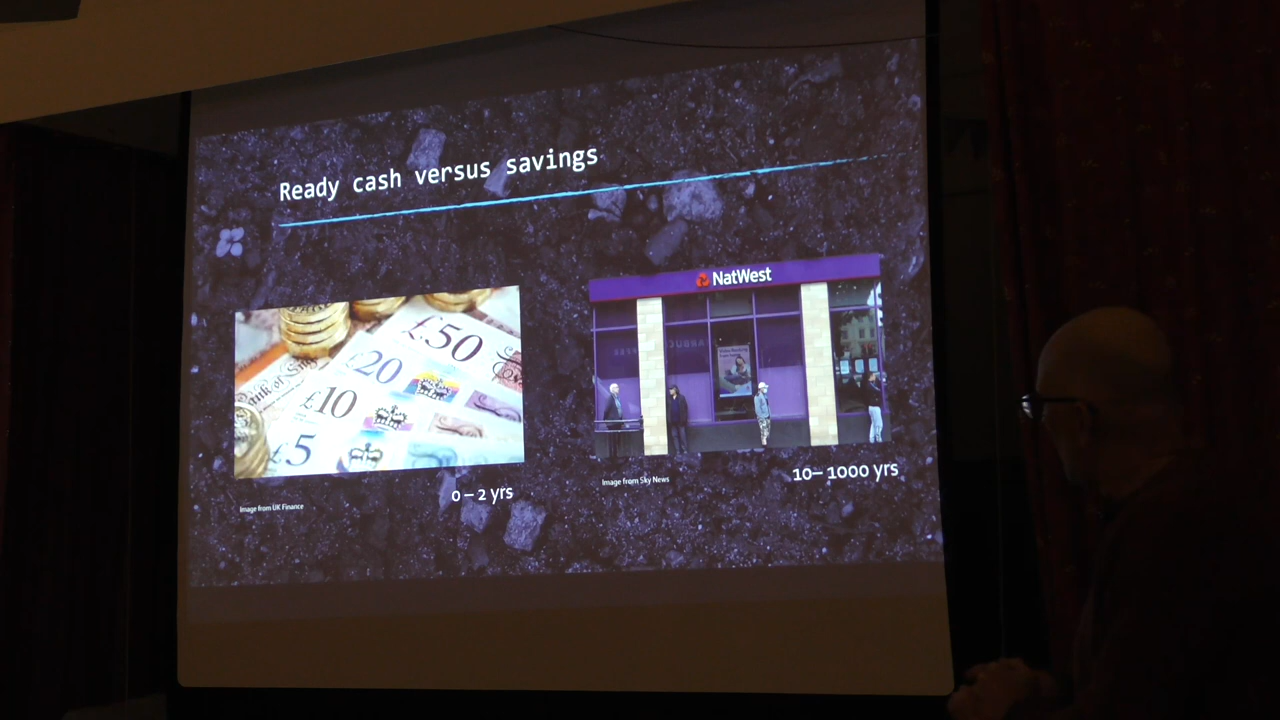 Ready cash versus savings
NatWest
£50
£20
£10
£5
0 – 2 yrs
10– 1000 yrs
Image from UK Finance
Image from Sky News